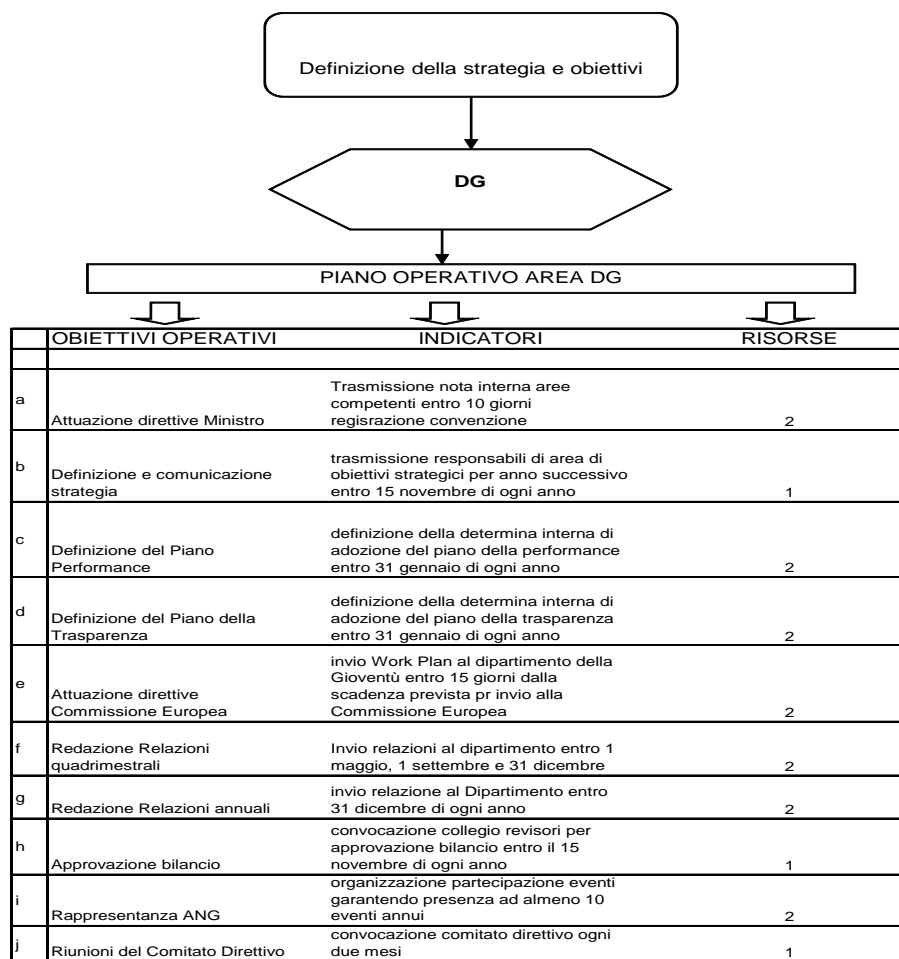 Definizione della strategia e obiettivi
DG
PIANO OPERATIVO AREA DG
OBIETTIVI OPERATIVI INDICATORI RISORSE
a
Attuazione direttive Ministro
Trasmissione nota interna aree
competenti entro 10 giorni
regisrazione convenzione
2
b
Definizione e comunicazione
strategia
trasmissione responsabili di area di
obiettivi strategici per anno successivo
entro 15 novembre di ogni anno
1
c
Definizione del Piano
Performance
definizione della determina interna di
adozione del piano della performance
entro 31 gennaio di ogni anno
2
d
Definizione del Piano della
Trasparenza
definizione della determina interna di
adozione del piano della trasparenza
entro 31 gennaio di ogni anno
2
e
Attuazione direttive
Commissione Europea
invio Work Plan al dipartimento della
Gioventù entro 15 giorni dalla
scadenza prevista pr invio alla
Commissione Europea
2
f
Redazione Relazioni
quadrimestrali
Invio relazioni al dipartimento entro 1
maggio, 1 settembre e 31 dicembre
2
g
Redazione Relazioni annuali
invio relazione al Dipartimento entro
31 dicembre di ogni anno
2
h
Approvazione bilancio
convocazione collegio revisori per
approvazione bilancio entro il 15
novembre di ogni anno
1
i
Rappresentanza ANG
organizzazione partecipazione eventi
garantendo presenza ad almeno 10
eventi annui
2
j
Riunioni del Comitato Direttivo
convocazione comitato direttivo ogni
due mesi
1